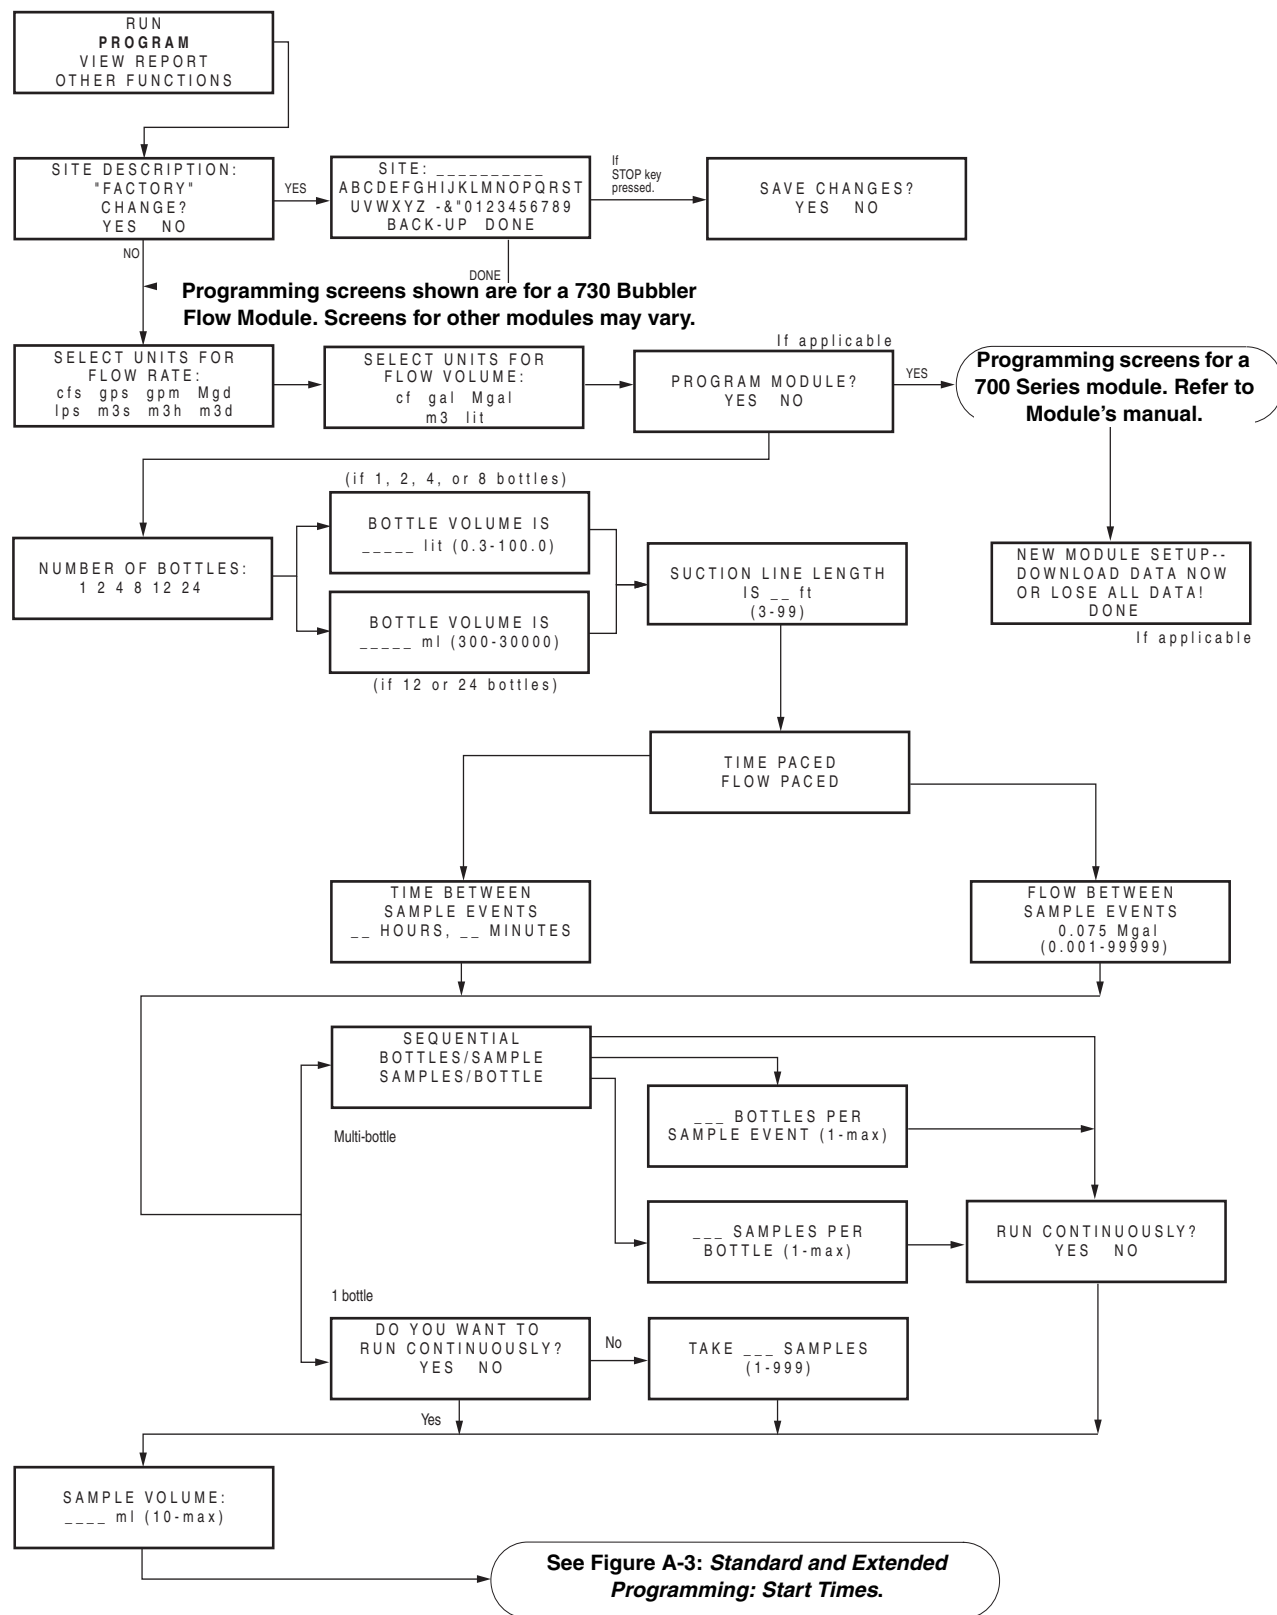 RUN
PROGRAM
VIEW REPORT
OTHER FUNCTIONS
SITE DESCRIPTION:
"FACTORY"
CHANGE?
YES NO
YES
SITE: __________
ABCDEFGHIJKLMNOPQRST
UVWXYZ -&"0123456789
BACK-UP DONE
If
STOP key
pressed.
SAVE CHANGES?
YES NO
NO
DONE
Programming screens shown are for a 730 Bubbler
Flow Module. Screens for other modules may vary.
SELECT UNITS FOR
FLOW RATE:
cfs gps gpm Mgd
lps m3s m3h m3d
SELECT UNITS FOR
FLOW VOLUME:
cf gal Mgal
m3 lit
If applicable
PROGRAM MODULE?
YES NO
YES
Programming screens for a
700 Series module. Refer to
Module's manual.
NUMBER OF BOTTLES:
1 2 4 8 12 24
(if 1, 2, 4, or 8 bottles)
BOTTLE VOLUME IS
_____ lit (0.3-100.0)
BOTTLE VOLUME IS
_____ ml (300-30000)
(if 12 or 24 bottles)
SUCTION LINE LENGTH
IS __ ft
(3-99)
NEW MODULE SETUP--
DOWNLOAD DATA NOW
OR LOSE ALL DATA!
DONE
If applicable
TIME PACED
FLOW PACED
TIME BETWEEN
SAMPLE EVENTS
__ HOURS, __ MINUTES
FLOW BETWEEN
SAMPLE EVENTS
0.075 Mgal
(0.001-99999)
SEQUENTIAL
BOTTLES/SAMPLE
SAMPLES/BOTTLE
Multi-bottle
___ BOTTLES PER
SAMPLE EVENT (1-max)
___ SAMPLES PER
BOTTLE (1-max)
RUN CONTINUOUSLY?
YES NO
1 bottle
DO YOU WANT TO
RUN CONTINUOUSLY?
YES NO
No
TAKE ___ SAMPLES
(1-999)
Yes
SAMPLE VOLUME:
____ ml (10-max)
See Figure A-3: Standard and Extended
Programming: Start Times.